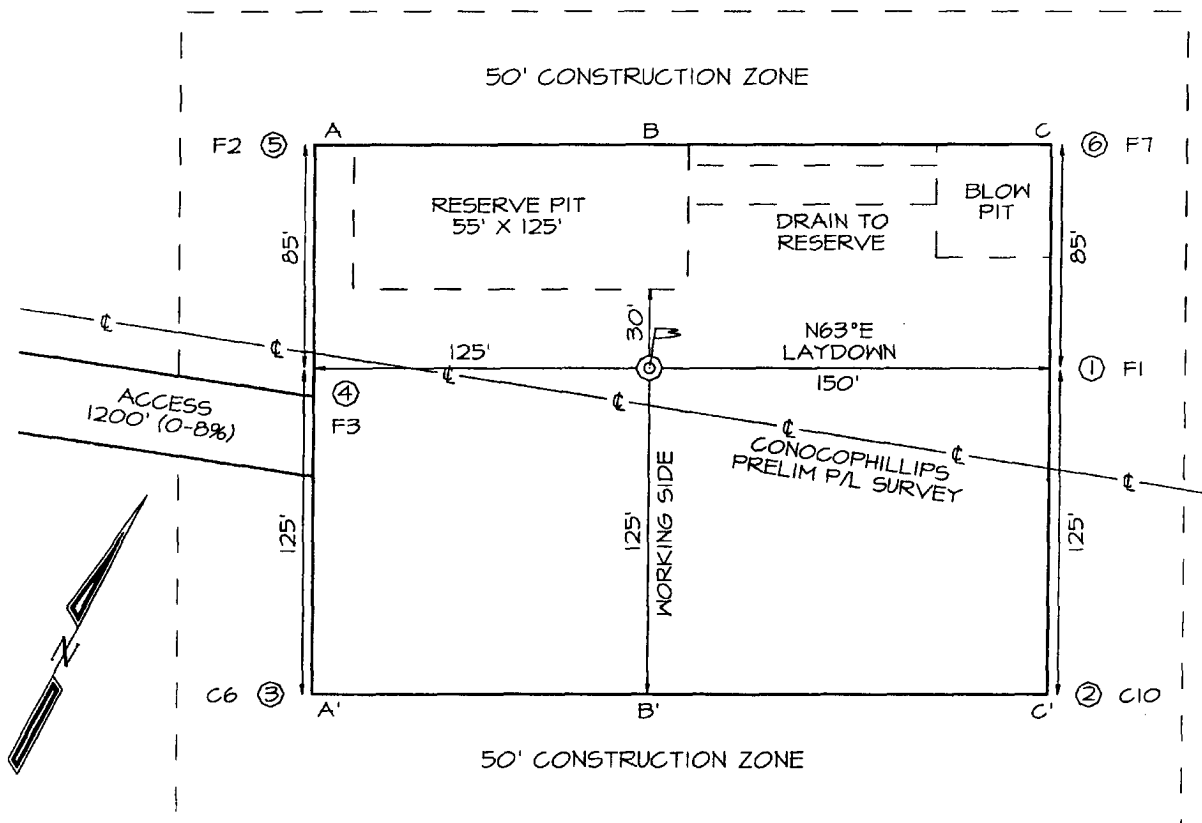 50' CONSTRUCTION ZONE
A
B
C
F2 ⑤
⑥ F7
RESERVE PIT
55' X 125'
BLOW
PIT
DRAIN TO
RESERVE
85'
85'
30'
N63°E
LAYDOWN
℄
℄
125'
150'
① F1
④
F3
℄
℄
℄
℄
℄
ACCESS
1200' (0-8%)
CONOCOPHILLIPS
PRELIM P/L SURVEY
125'
125'
WORKING SIDE
125'
N
C6 ③
② C10
A'
B'
C'
50' CONSTRUCTION ZONE